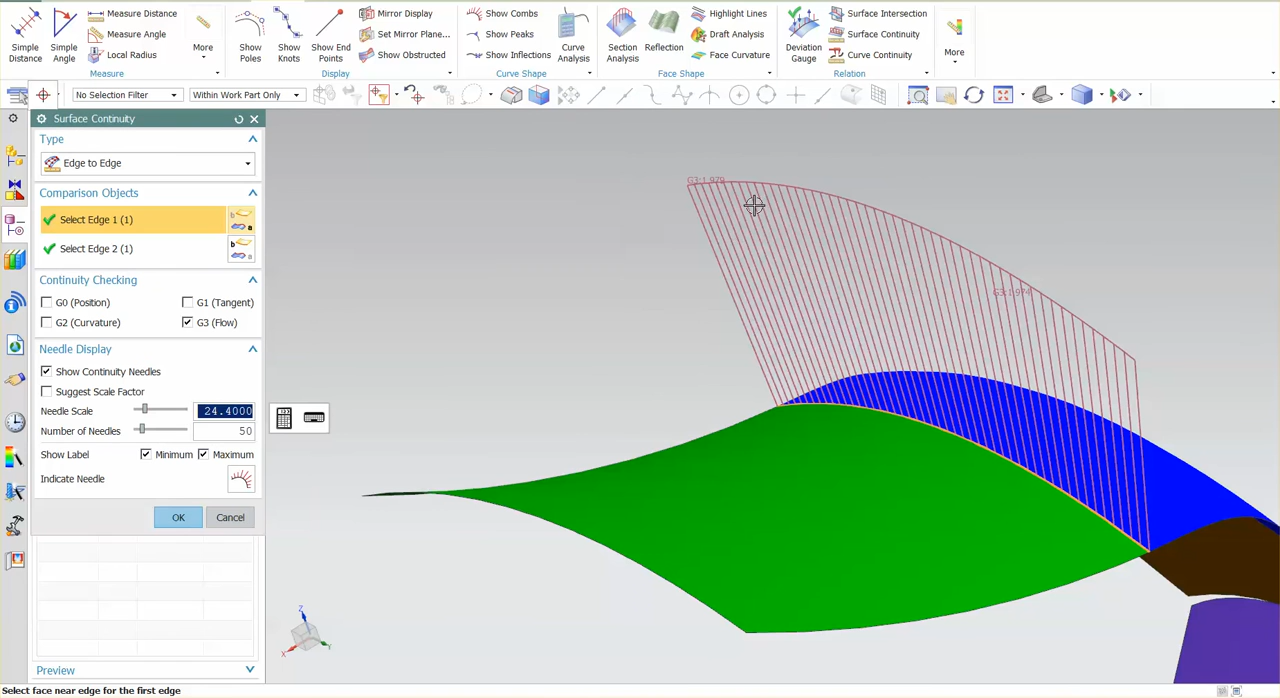 Simple Distance
Simple Angle
Measure Distance
Measure Angle
Local Radius
More
Measure
Show Poles
Show Knots
Show End Points
Mirror Display
Set Mirror Plane...
Show Obstructed
Display
Show Combs
Show Peaks
Show Inflections
Curve Analysis
Curve Shape
Section Analysis
Reflection
Highlight Lines
Draft Analysis
Face Curvature
Face Shape
Deviation Gauge
Surface Intersection
Surface Continuity
Curve Continuity
Relation
More
No Selection Filter
Within Work Part Only
Surface Continuity
Type
Edge to Edge
Comparison Objects
Select Edge 1 (1)
Select Edge 2 (1)
Continuity Checking
G0 (Position)
G1 (Tangent)
G2 (Curvature)
G3 (Flow)
Needle Display
Show Continuity Needles
Suggest Scale Factor
Needle Scale
24.4000
Number of Needles
50
Show Label
Minimum
Maximum
Indicate Needle
OK
Cancel
Preview
Select face near edge for the first edge
G3:1.979
G3:1.974
X
Y
Z